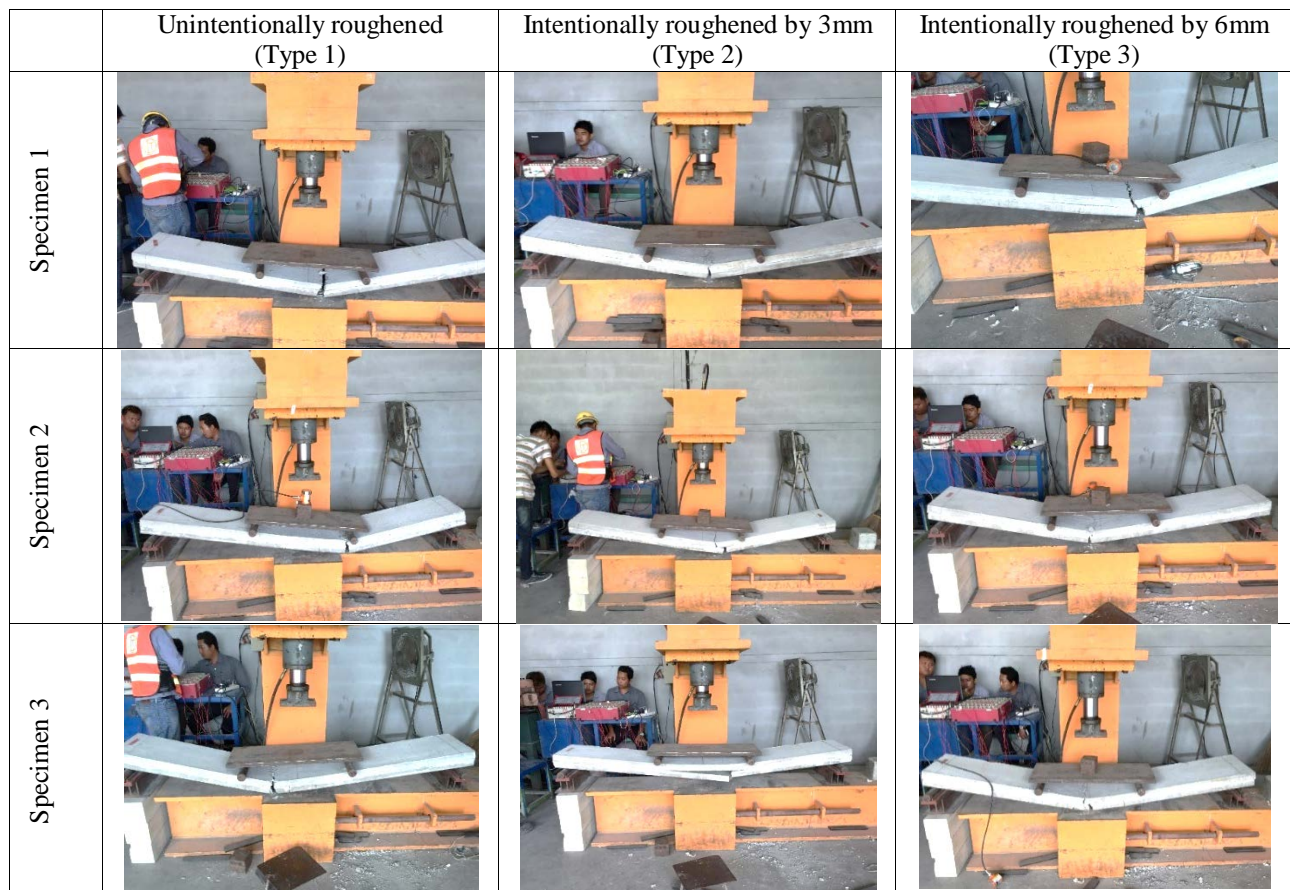 Unintentionally roughened
(Type 1)
Intentionally roughened by 3mm
(Type 2)
Intentionally roughened by 6mm
(Type 3)
Specimen 1
Specimen 2
Specimen 3